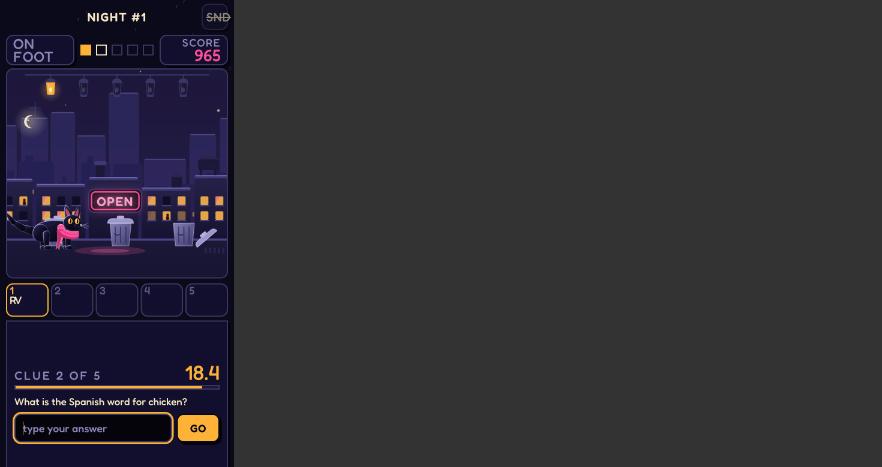 NIGHT #1
SND
ON
FOOT
SCORE
965
OPEN
1
RV
2
3
4
5
CLUE 2 OF 5
18.4
What is the Spanish word for chicken?
type your answer
GO